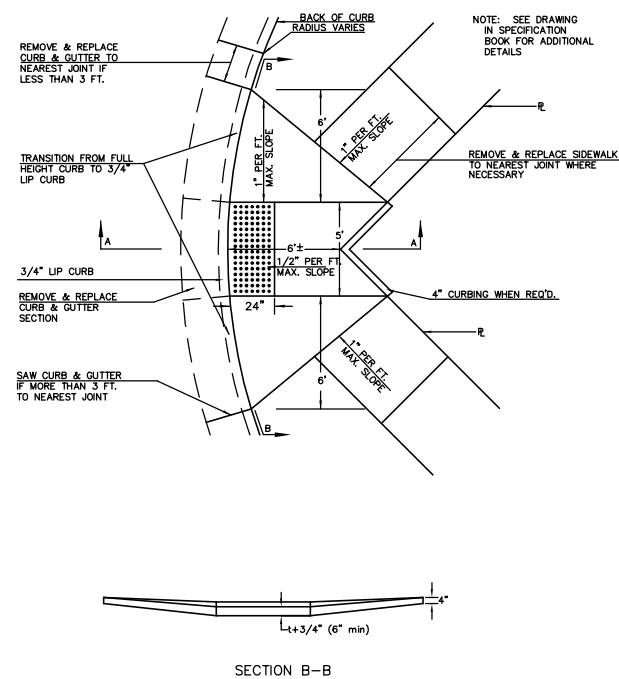 BACK OF CURB
RADIUS VARIES
NOTE: SEE DRAWING
IN SPECIFICATION
BOOK FOR ADDITIONAL
DETAILS
REMOVE & REPLACE
CURB & GUTTER TO
NEAREST JOINT IF
LESS THAN 3 FT.
B
6'
1" PER FT.
MAX. SLOPE
1" PER FT.
MAX. SLOPE
℄
REMOVE & REPLACE SIDEWALK
TO NEAREST JOINT WHERE
NECESSARY
TRANSITION FROM FULL
HEIGHT CURB TO 3/4"
LIP CURB
A
6'±
5'
A
1/2" PER FT.
MAX. SLOPE
3/4" LIP CURB
REMOVE & REPLACE
CURB & GUTTER
SECTION
24"
4" CURBING WHEN REQ'D.
℄
1" PER FT.
MAX. SLOPE
6'
SAW CURB & GUTTER
IF MORE THAN 3 FT.
TO NEAREST JOINT
B
4"
t+3/4" (6" min)
SECTION B-B